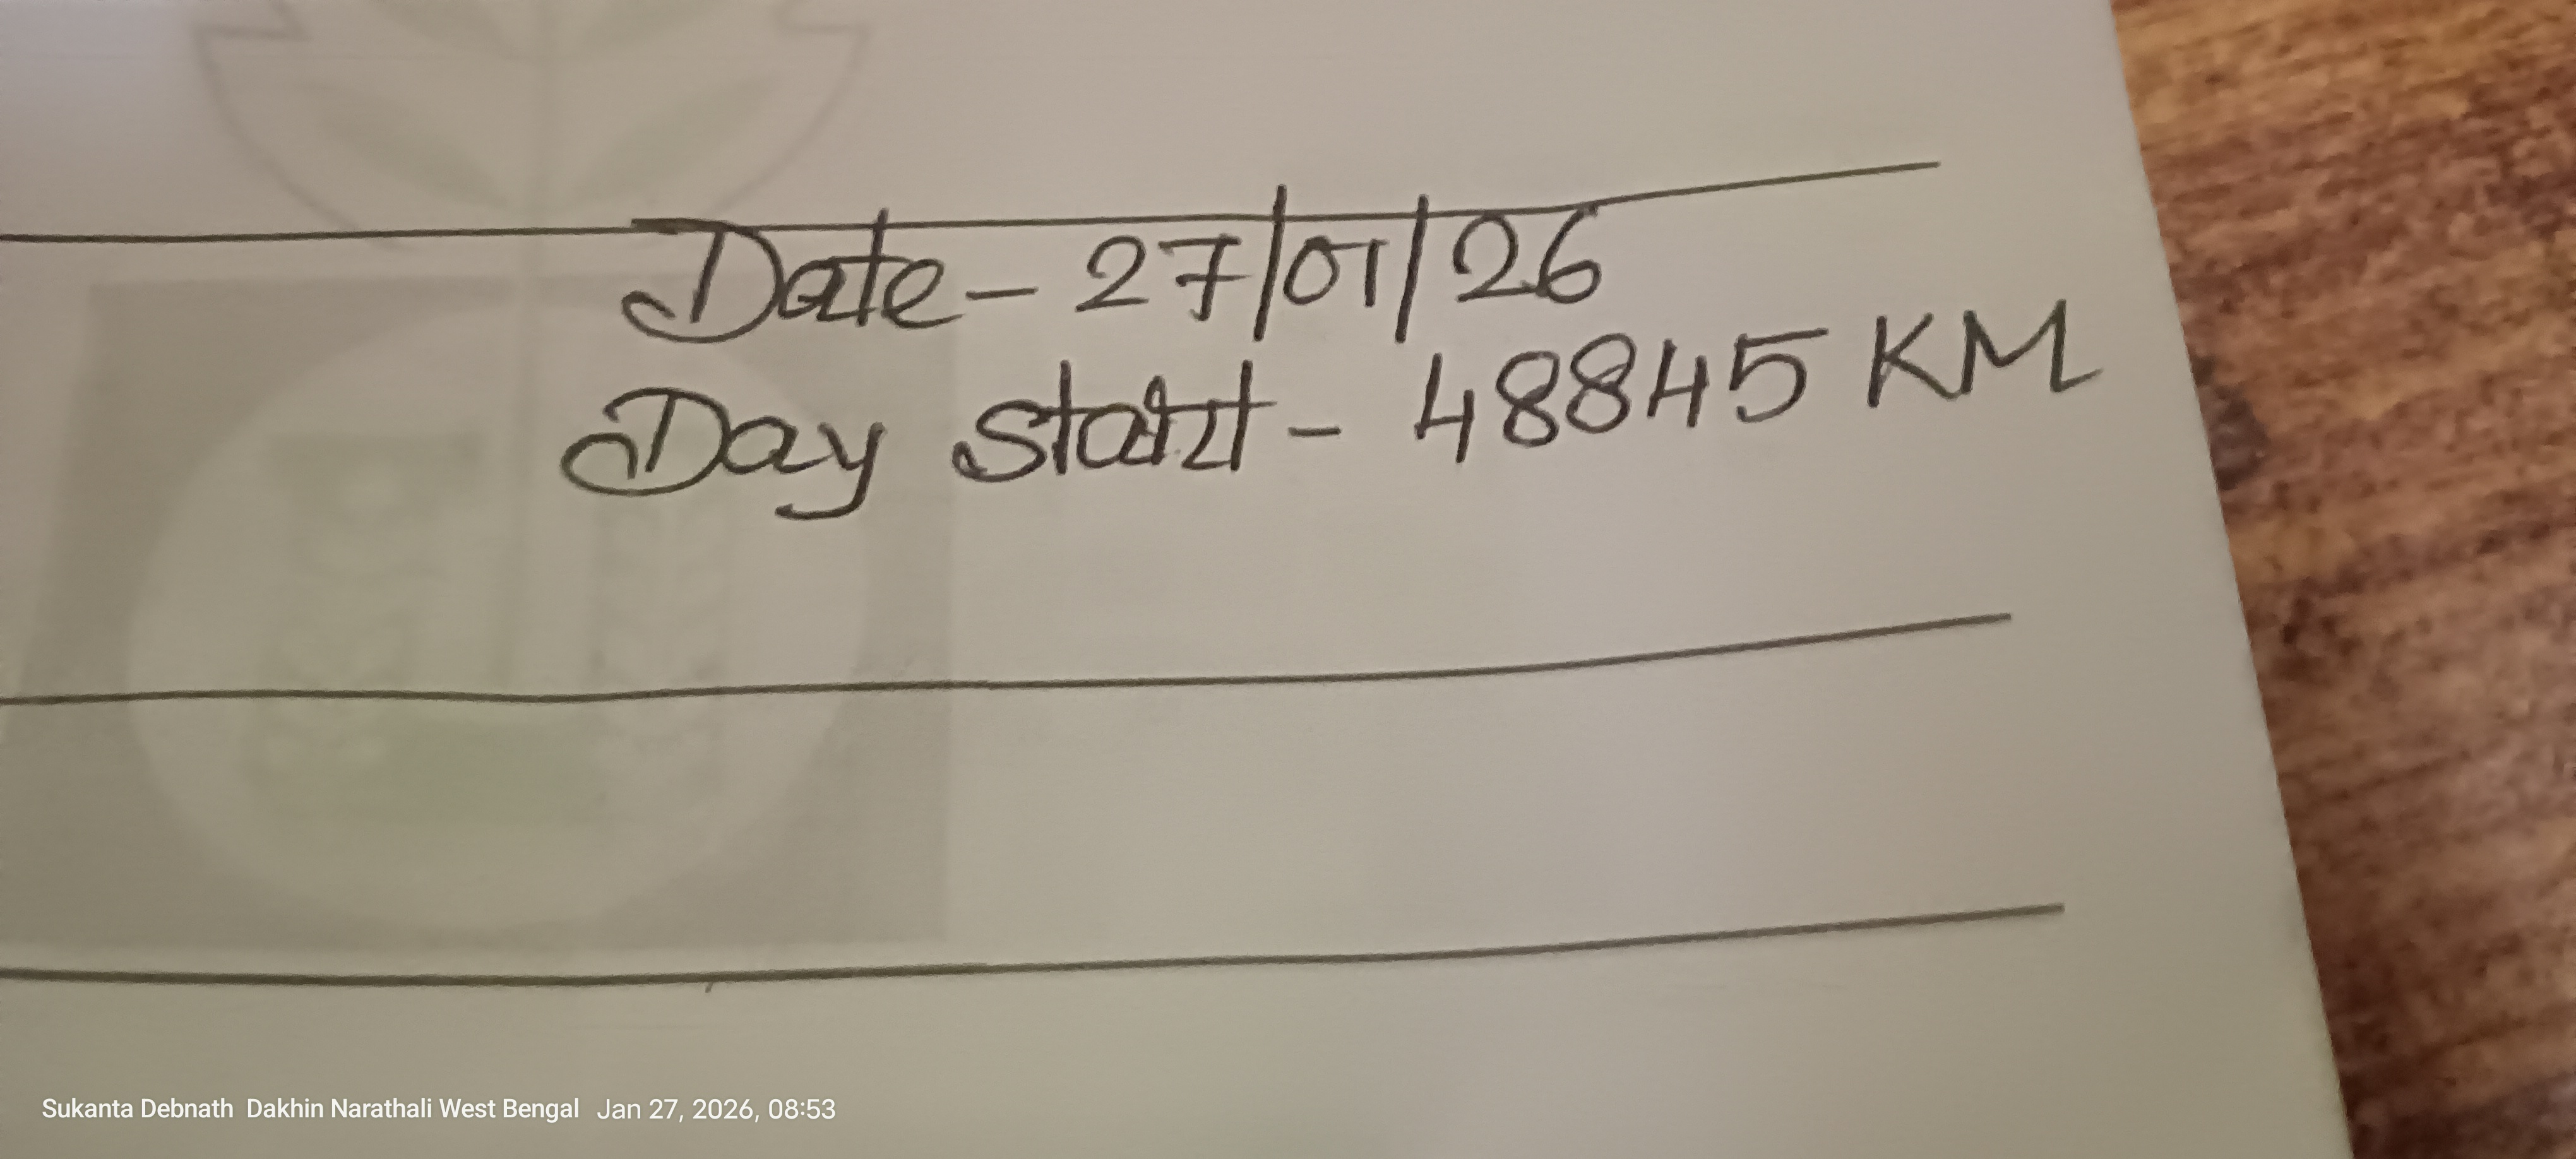 Date - 27/01/26
Day start - 48845 KM
Sukanta Debnath Dakhin Narathali West Bengal Jan 27, 2026, 08:53